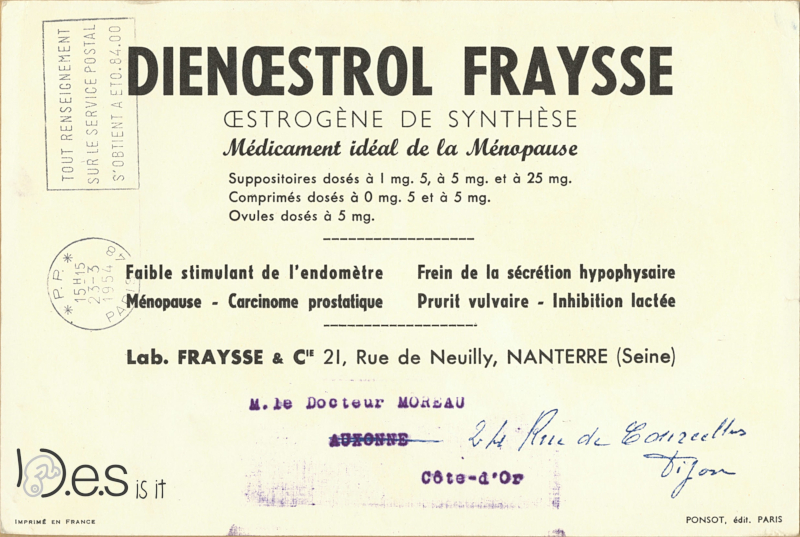 TOUT RENSEIGNEMENT
SUR LE SERVICE POSTAL
S'OBTIENT A ETO.84.00
DIENŒSTROL FRAYSSE
ŒSTROGÈNE DE SYNTHÈSE
Médicament idéal de la Ménopause
Suppositoires dosés à 1 mg. 5, à 5 mg. et à 25 mg.
Comprimés dosés à 0 mg. 5 et à 5 mg.
Ovules dosés à 5 mg.
* P.P. *
15H15
23-3
1954
PARIS 8
Faible stimulant de l'endomètre Frein de la sécrétion hypophysaire
Ménopause - Carcinome prostatique Prurit vulvaire - Inhibition lactée
Lab. FRAYSSE & CIE 21, Rue de Neuilly, NANTERRE (Seine)
M. le Docteur MOREAU
AUXONNE 24 Rue de Courcelles
Dijon
Côte-d'Or
D.e.S is it
IMPRIMÉ EN FRANCE
PONSOT, édit. PARIS